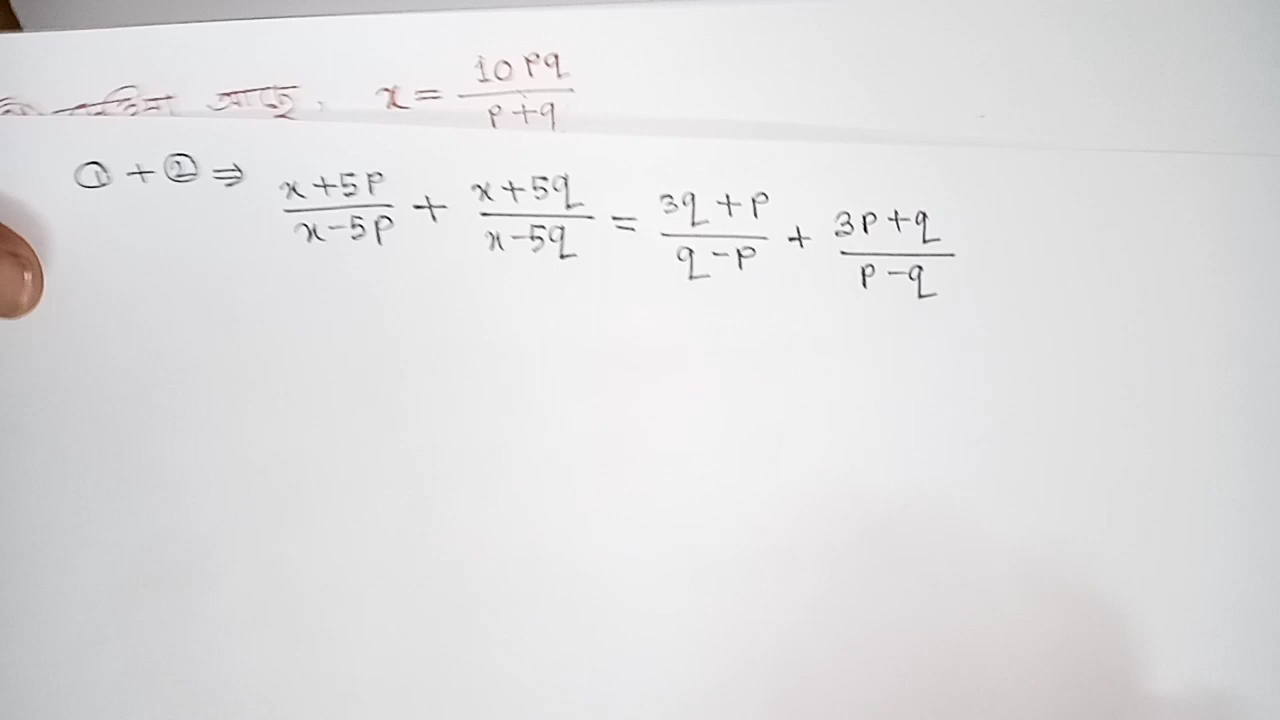 আছে, x = 10pq / p+q
① + ② ⇒ x+5p / x-5p + x+5q / x-5q = 3q+p / q-p + 3p+q / p-q